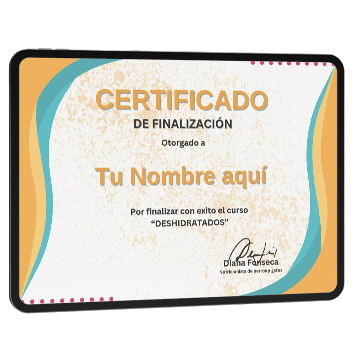 CERTIFICADO
DE FINALIZACIÓN
Otorgado a
Tu Nombre aquí
Por finalizar con exito el curso
“DESHIDRATADOS”
Diana Fonseca
Nutricionista de perros y gatos